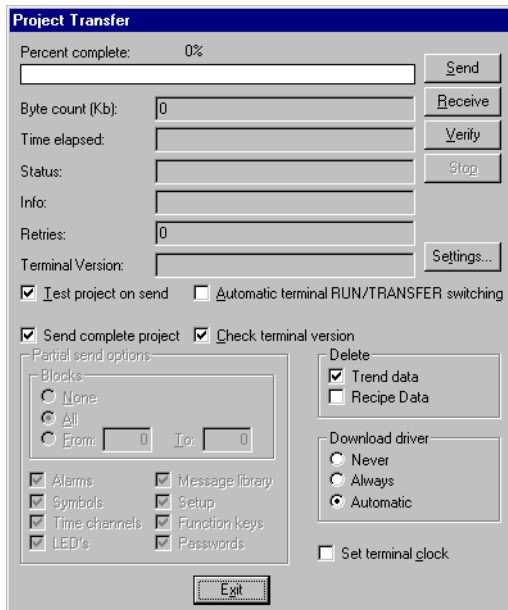 Project Transfer
Percent complete: 0%
Send
Byte count (Kb): 0
Receive
Time elapsed:
Verify
Status:
Stop
Info:
Retries: 0
Terminal Version:
Settings...
Test project on send Automatic terminal RUN/TRANSFER switching
Send complete project Check terminal version
Partial send options
Blocks
None
All
From: 0 To: 0
Alarms Message library
Symbols Setup
Time channels Function keys
LED's Passwords
Delete
Trend data
Recipe Data
Download driver
Never
Always
Automatic
Set terminal clock
Exit